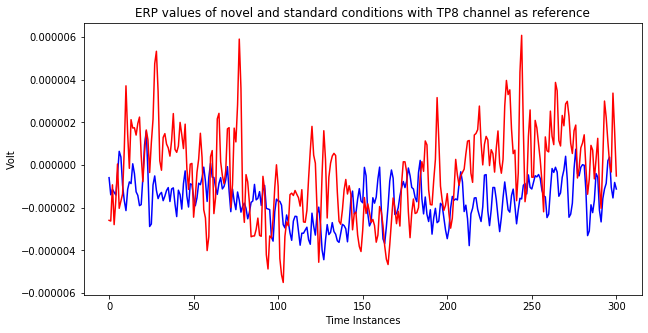 ERP values of novel and standard conditions with TP8 channel as reference
0.000006
0.000004
0.000002
0.000000
−0.000002
−0.000004
−0.000006
Volt
0 50 100 150 200 250 300
Time Instances